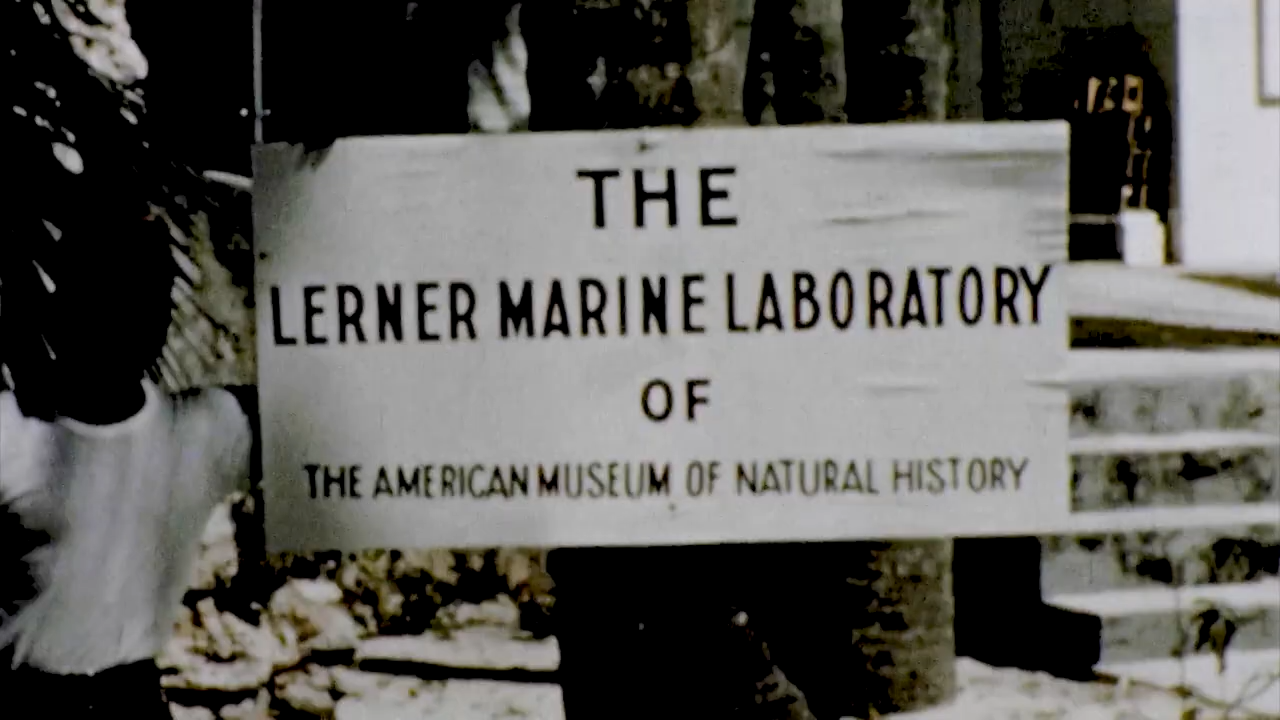 THE
LERNER MARINE LABORATORY
OF
THE AMERICAN MUSEUM OF NATURAL HISTORY